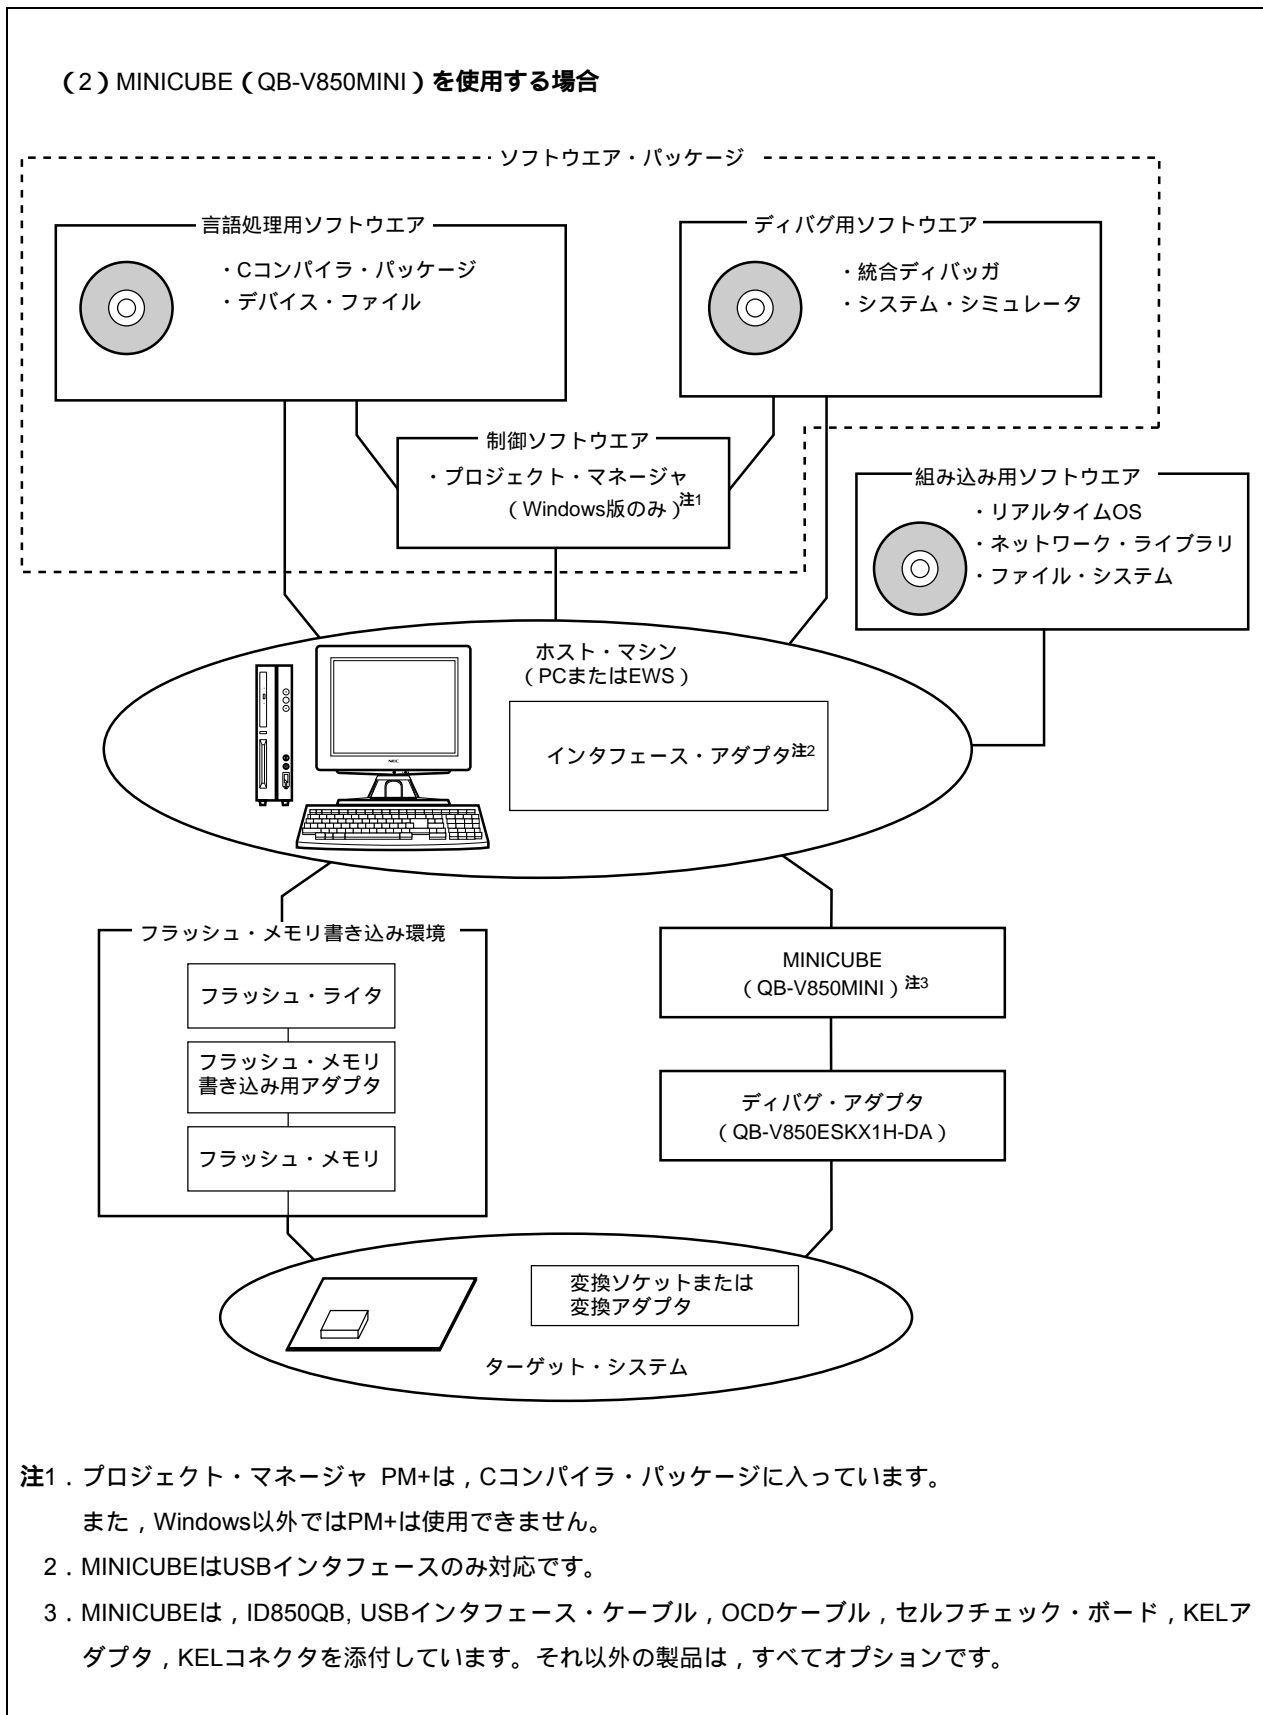 （2）MINICUBE（QB-V850MINI）を使用する場合
ソフトウエア・パッケージ
言語処理用ソフトウエア
・Cコンパイラ・パッケージ
・デバイス・ファイル
ディバグ用ソフトウエア
・統合ディバッガ
・システム・シミュレータ
制御ソフトウエア
・プロジェクト・マネージャ
（Windows版のみ）注1
組み込み用ソフトウエア
・リアルタイムOS
・ネットワーク・ライブラリ
・ファイル・システム
ホスト・マシン
（PCまたはEWS）
インタフェース・アダプタ注2
NEC
フラッシュ・メモリ書き込み環境
フラッシュ・ライタ
フラッシュ・メモリ
書き込み用アダプタ
フラッシュ・メモリ
MINICUBE
（QB-V850MINI）注3
ディバグ・アダプタ
（QB-V850ESKX1H-DA）
変換ソケットまたは
変換アダプタ
ターゲット・システム
注1．プロジェクト・マネージャ PM+は，Cコンパイラ・パッケージに入っています。
また，Windows以外ではPM+は使用できません。
2．MINICUBEはUSBインタフェースのみ対応です。
3．MINICUBEは，ID850QB, USBインタフェース・ケーブル，OCDケーブル，セルフチェック・ボード，KELア
ダプタ，KELコネクタを添付しています。それ以外の製品は，すべてオプションです。